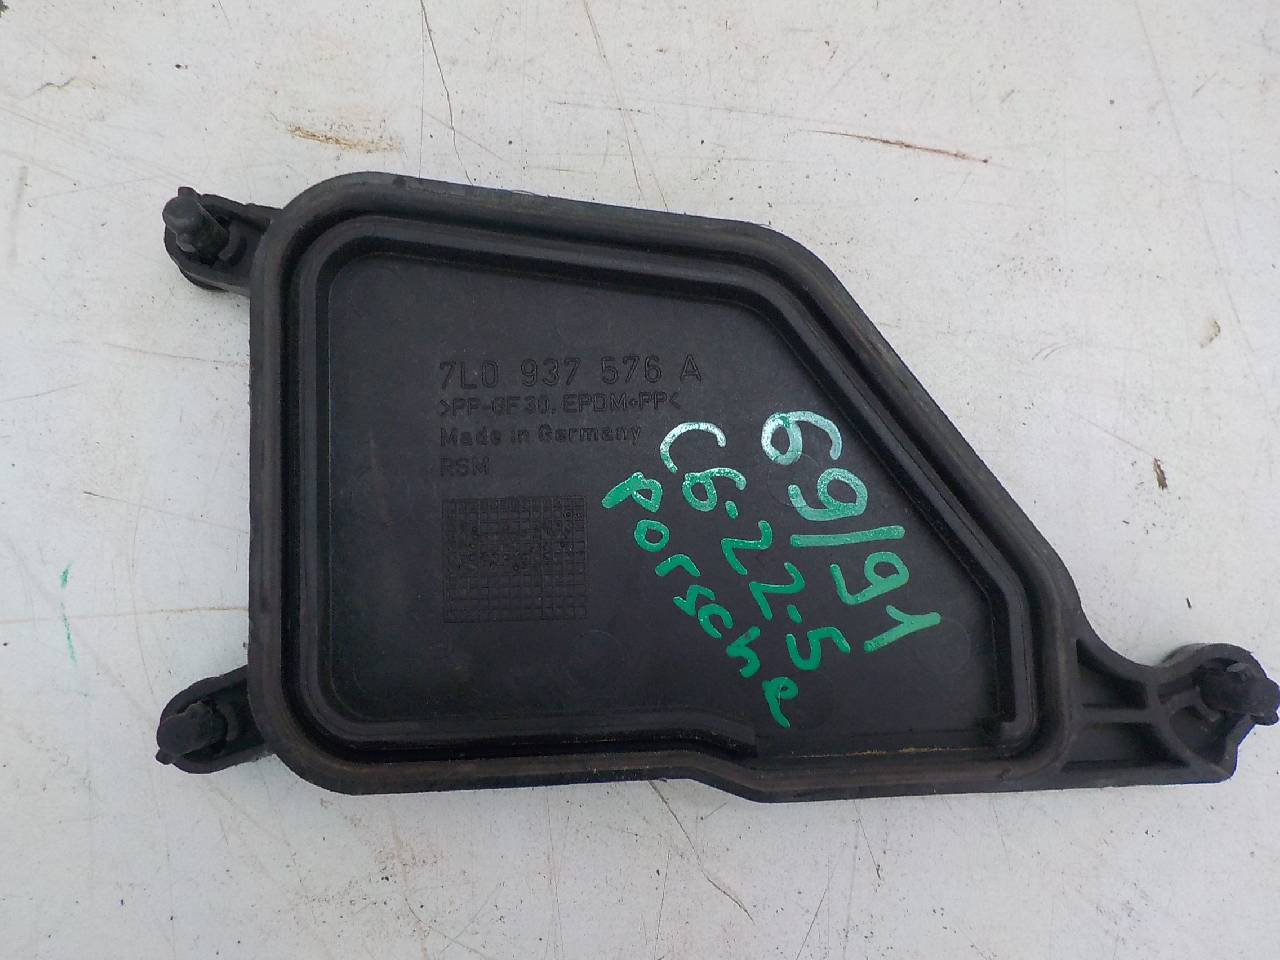 7L0 937 576 A
>PP-GF30, EPDM+PP<
Made in Germany
RSM
69/91
C6-22.5
Porsche